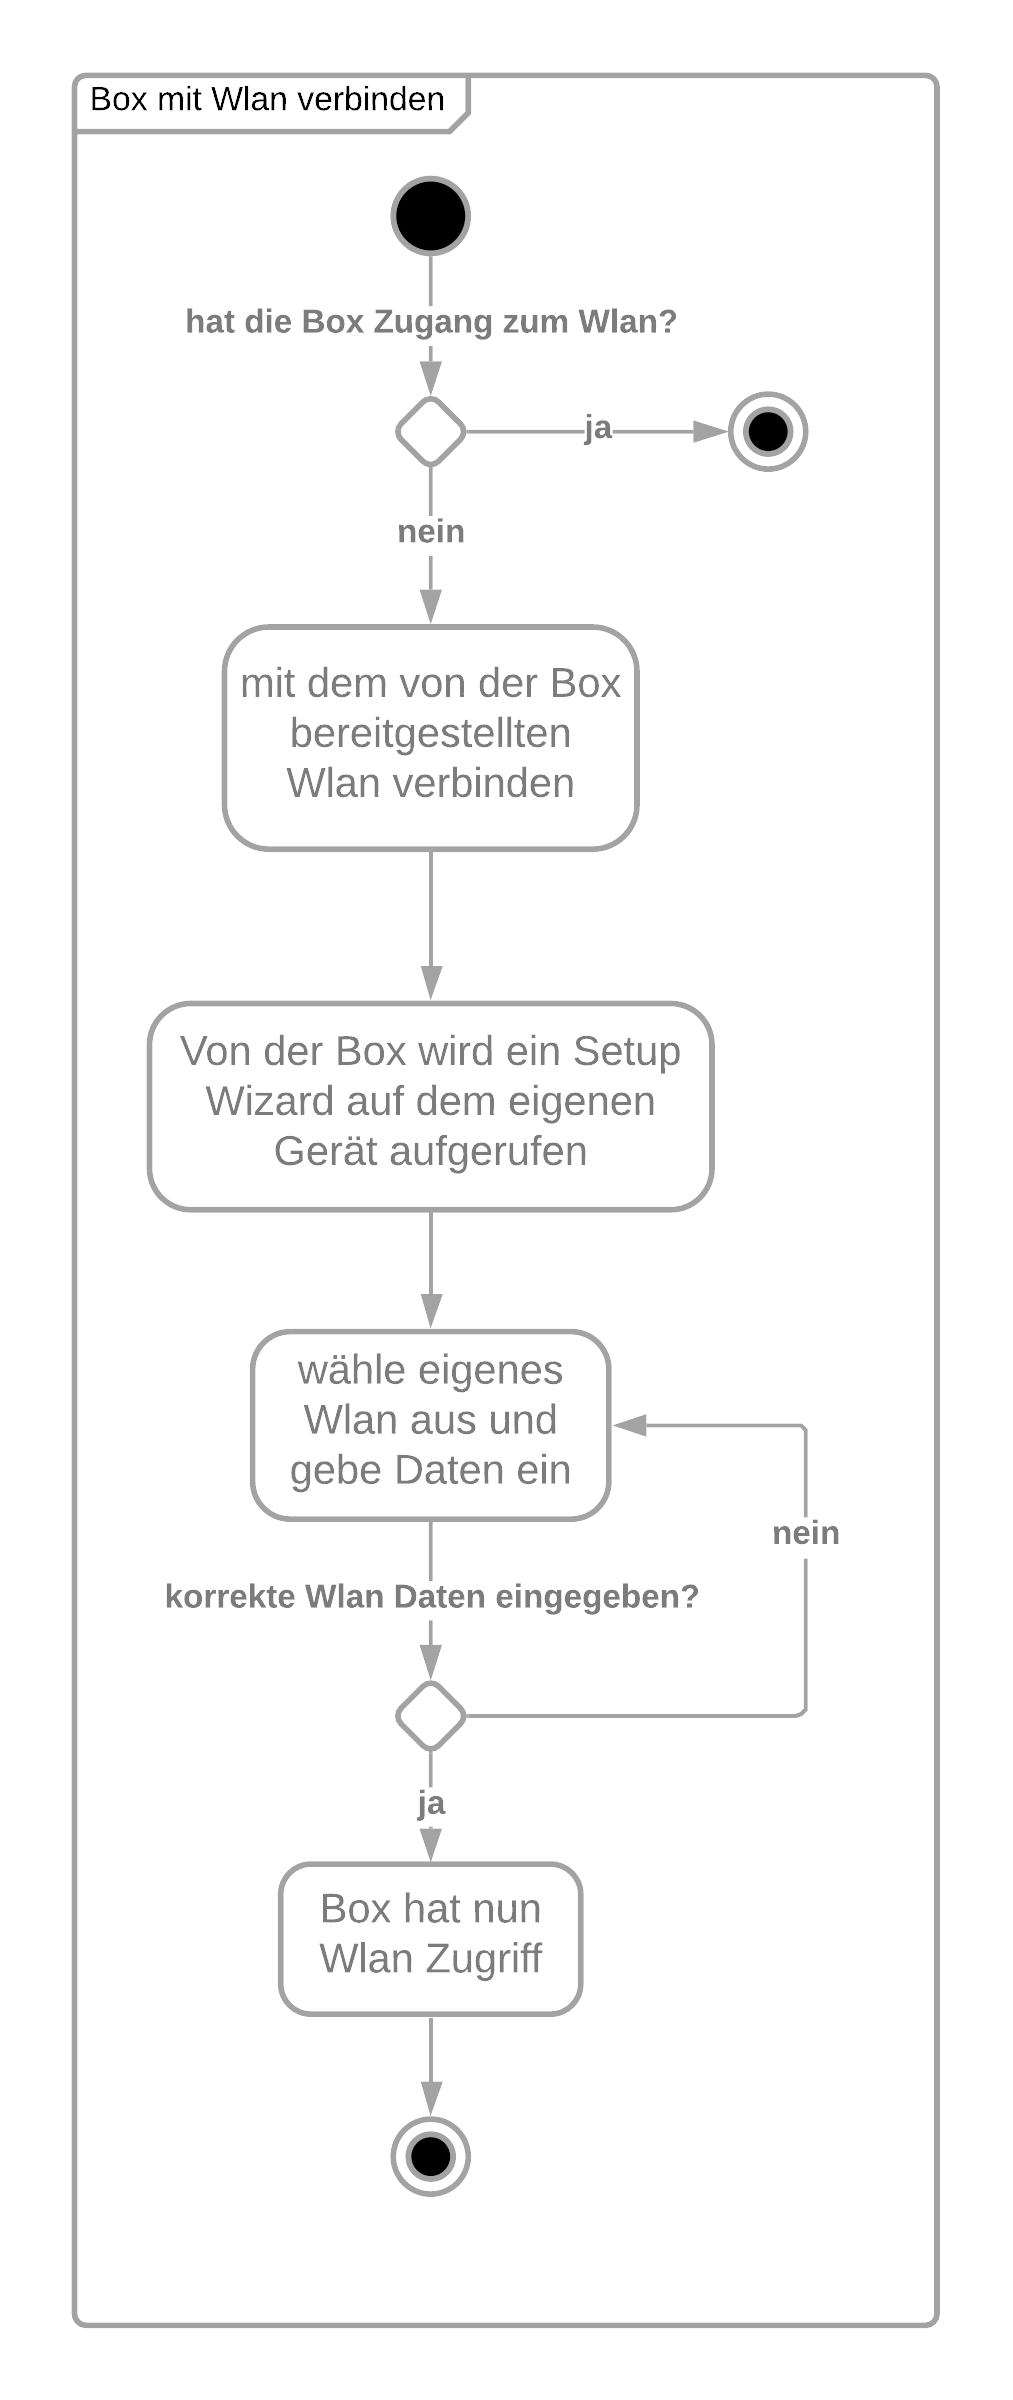 Box mit Wlan verbinden
hat die Box Zugang zum Wlan?
ja
nein
mit dem von der Box
bereitgestellten
Wlan verbinden
Von der Box wird ein Setup
Wizard auf dem eigenen
Gerät aufgerufen
wähle eigenes
Wlan aus und
gebe Daten ein
nein
korrekte Wlan Daten eingegeben?
ja
Box hat nun
Wlan Zugriff